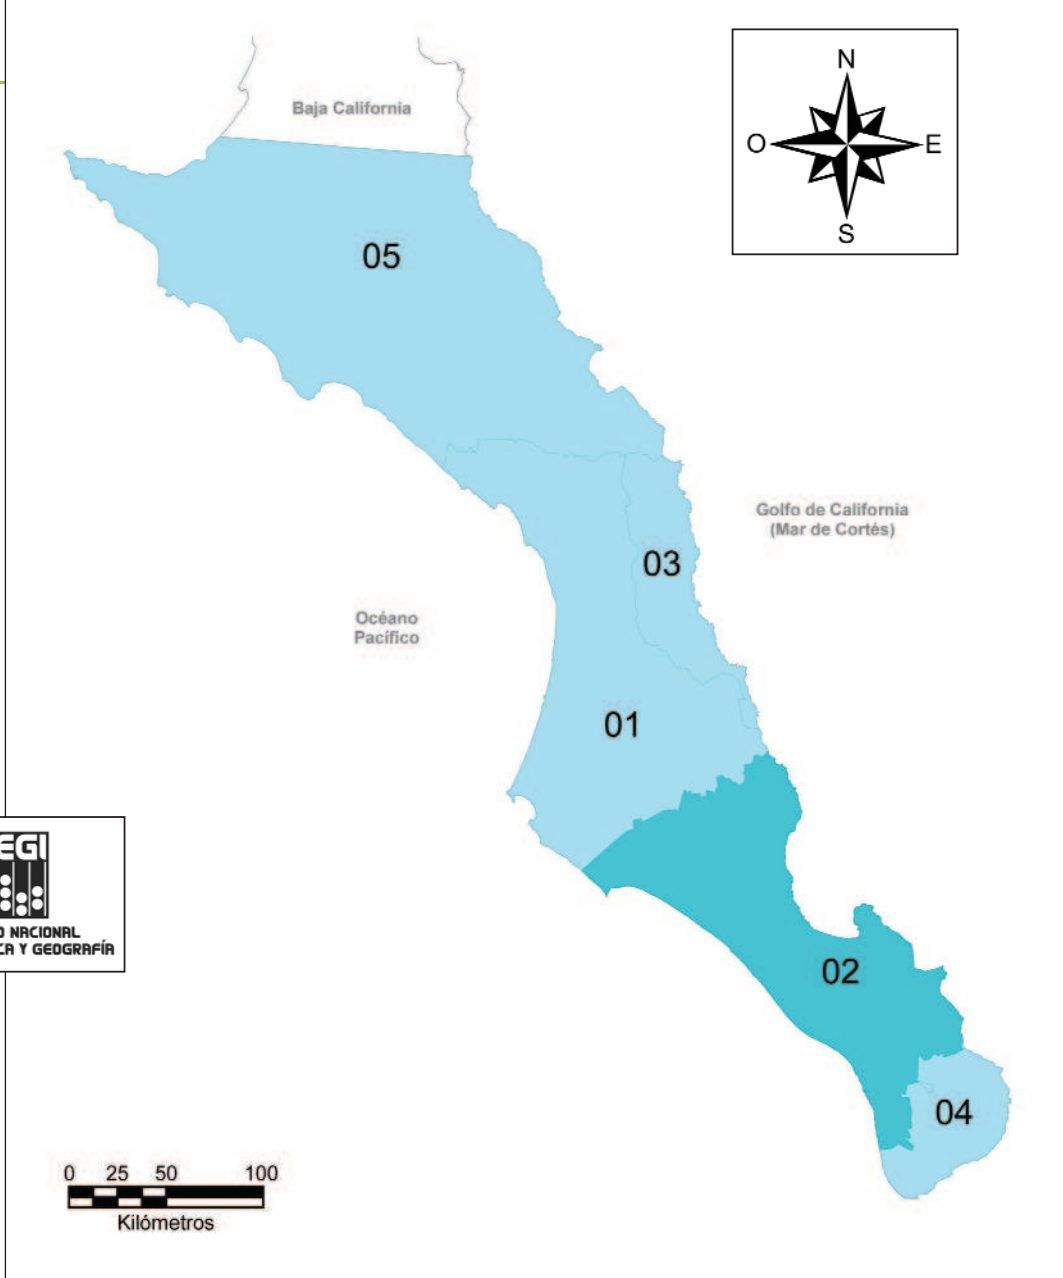 N
O
E
S
Baja California
05
Golfo de California
(Mar de Cortés)
03
Océano
Pacífico
01
EGI
NACIONAL
Y GEOGRAFÍA
02
04
0 25 50 100
Kilómetros